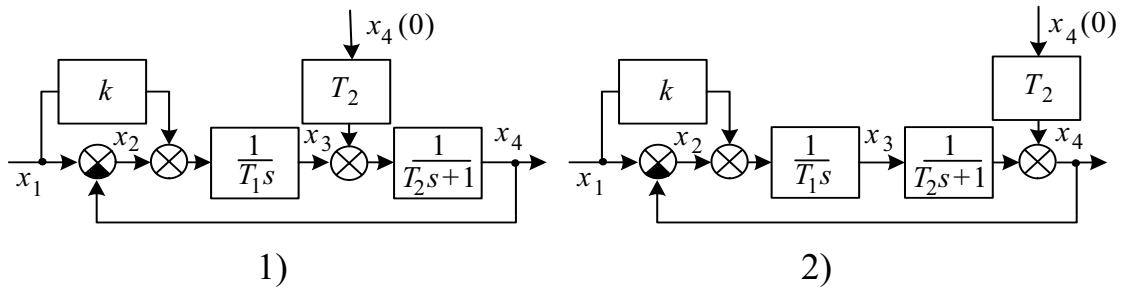 x₄(0)
k
T₂
x₂
x₃
x₄
x₁
1/(T₁s)
1/(T₂s+1)
1)
x₄(0)
k
T₂
x₂
x₃
x₄
x₁
1/(T₁s)
1/(T₂s+1)
2)